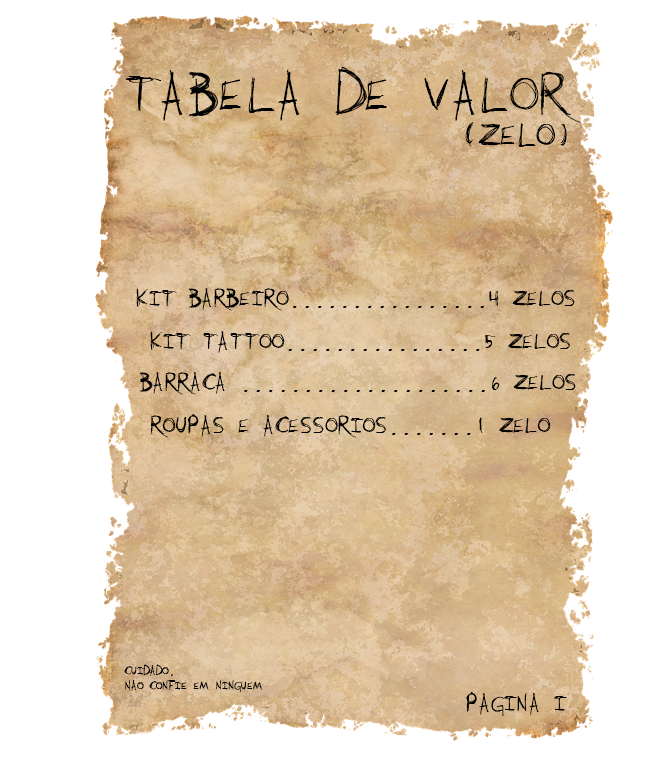 TABELA DE VALOR
(ZELO)
KIT BARBEIRO................4 ZELOS
KIT TATTOO................5 ZELOS
BARRACA ....................6 ZELOS
ROUPAS E ACESSORIOS.......1 ZELO
CUIDADO,
NAO CONFIE EM NINGUEM
PAGINA I